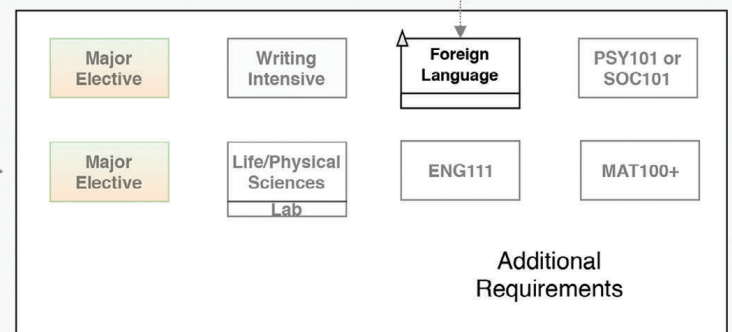 Major
Elective
Writing
Intensive
Foreign
Language
PSY101 or
SOC101
Major
Elective
Life/Physical
Sciences
Lab
ENG111
MAT100+
Additional
Requirements